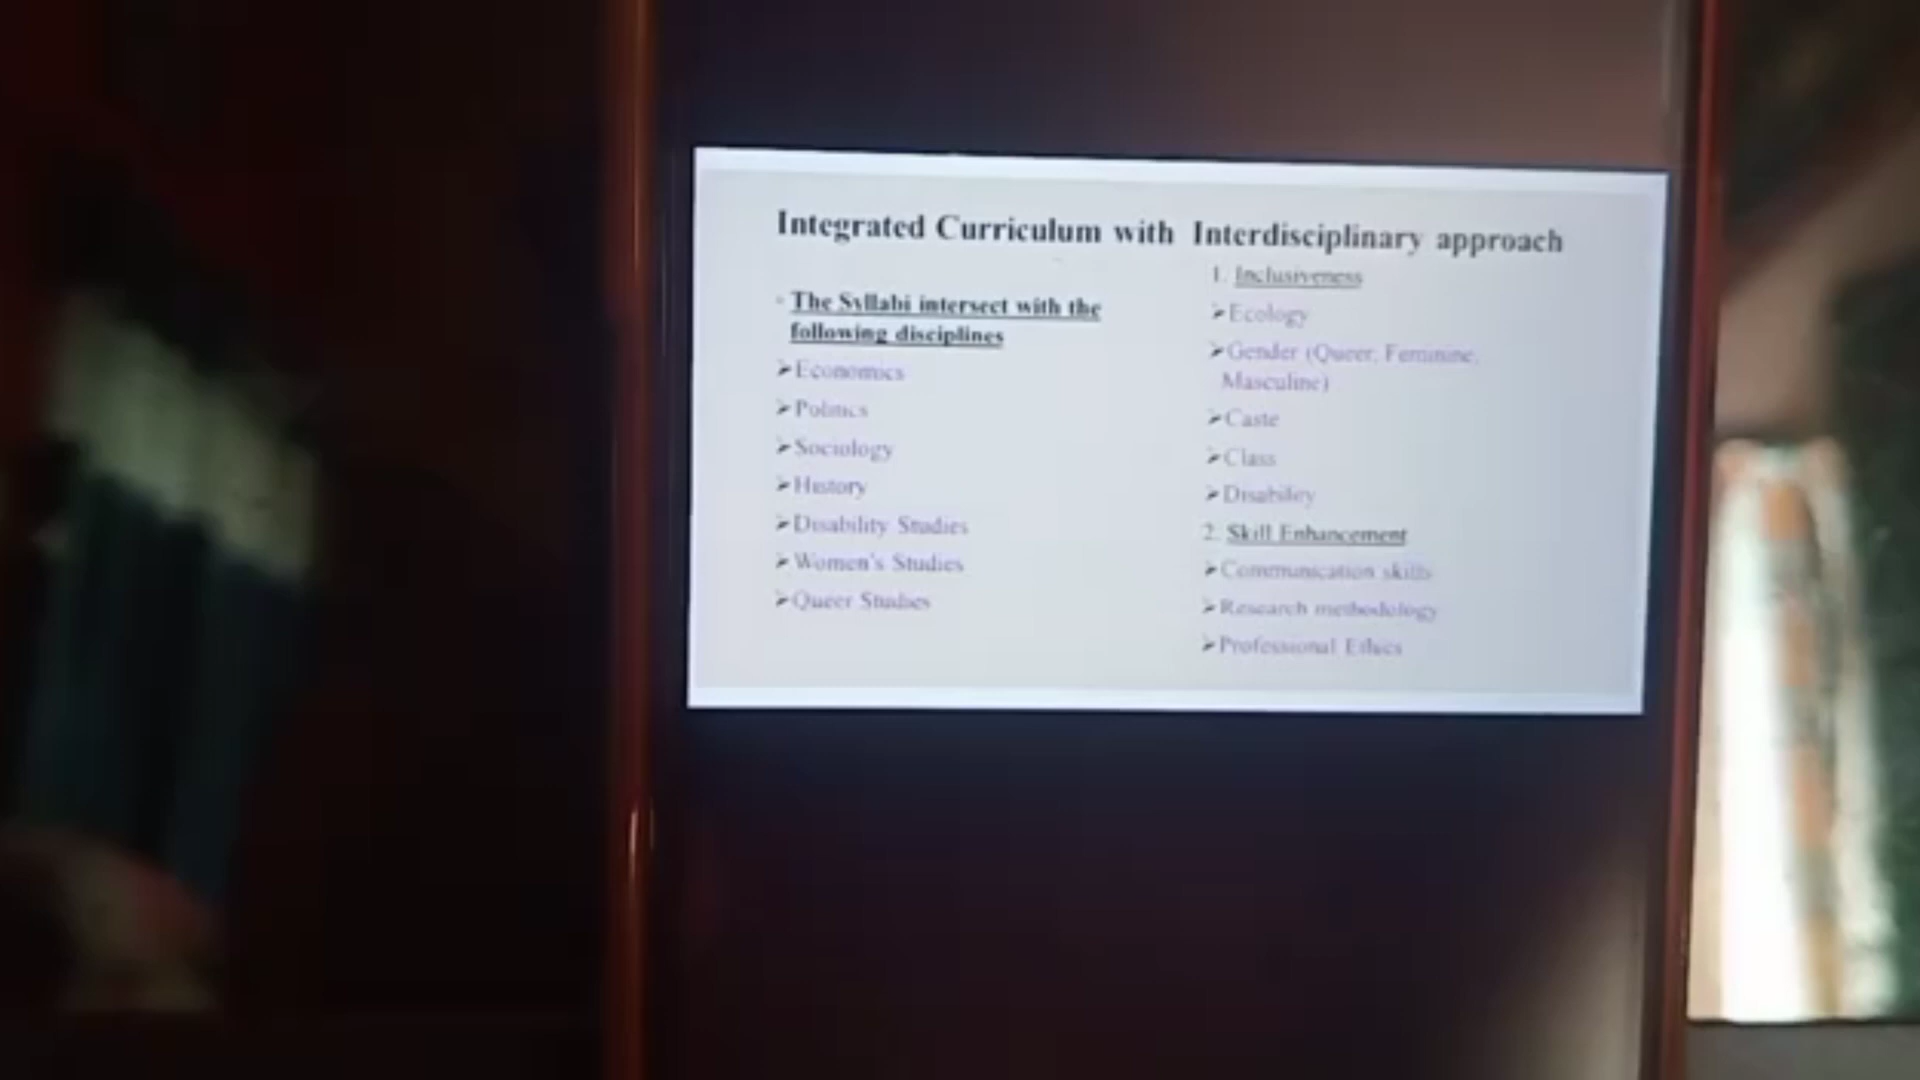 Integrated Curriculum with Interdisciplinary approach
The Syllabi intersect with the
following disciplines
➢Economics
➢Politics
➢Sociology
➢History
➢Disability Studies
➢Women's Studies
➢Queer Studies
1. Inclusiveness
➢Ecology
➢Gender (Queer, Feminine,
Masculine)
➢Caste
➢Class
➢Disability
2. Skill Enhancement
➢Communication skills
➢Research methodology
➢Professional Ethics